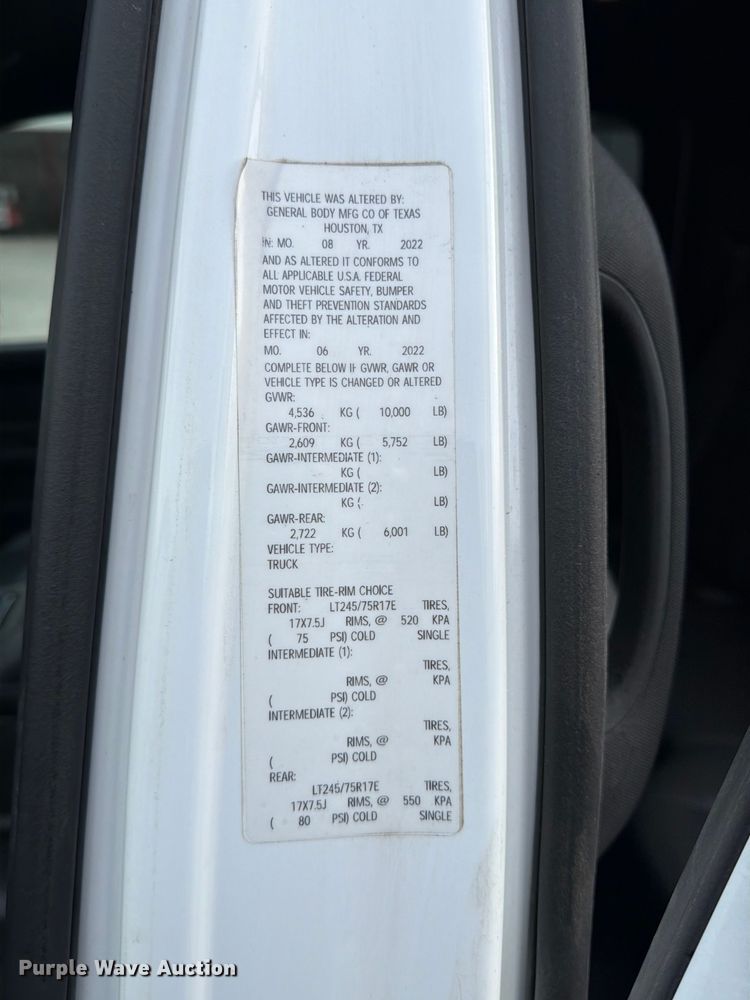 THIS VEHICLE WAS ALTERED BY:
GENERAL BODY MFG CO OF TEXAS
HOUSTON, TX
IN: MO. 08 YR. 2022
AND AS ALTERED IT CONFORMS TO
ALL APPLICABLE U.S.A. FEDERAL
MOTOR VEHICLE SAFETY, BUMPER
AND THEFT PREVENTION STANDARDS
AFFECTED BY THE ALTERATION AND
EFFECT IN:
MO. 06 YR. 2022
COMPLETE BELOW IF GVWR, GAWR OR
VEHICLE TYPE IS CHANGED OR ALTERED
GVWR:
4,536 KG ( 10,000 LB)
GAWR-FRONT:
2,609 KG ( 5,752 LB)
GAWR-INTERMEDIATE (1):
KG ( LB)
GAWR-INTERMEDIATE (2):
KG ( LB)
GAWR-REAR:
2,722 KG ( 6,001 LB)
VEHICLE TYPE:
TRUCK
SUITABLE TIRE-RIM CHOICE
FRONT: LT245/75R17E TIRES,
17X7.5J RIMS, @ 520 KPA
( 75 PSI) COLD SINGLE
INTERMEDIATE (1):
TIRES,
RIMS, @ KPA
( PSI) COLD
INTERMEDIATE (2):
TIRES,
RIMS, @ KPA
( PSI) COLD
REAR:
LT245/75R17E TIRES,
17X7.5J RIMS, @ 550 KPA
( 80 PSI) COLD SINGLE
Purple Wave Auction